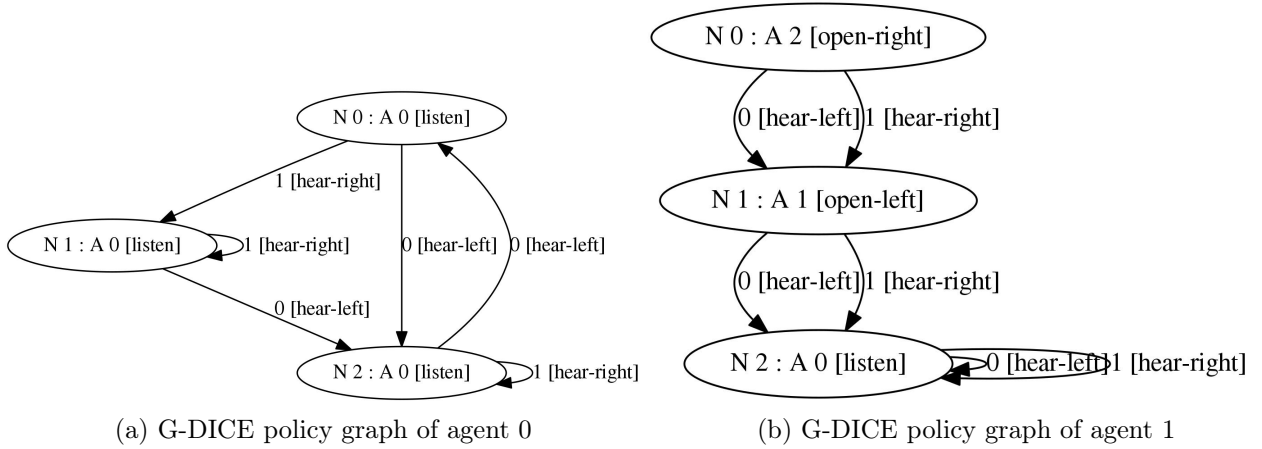 N 0 : A 0 [listen]
1 [hear-right]
N 1 : A 0 [listen]
1 [hear-right]
0 [hear-left]
0 [hear-left]
0 [hear-left]
N 2 : A 0 [listen]
1 [hear-right]
(a) G-DICE policy graph of agent 0
N 0 : A 2 [open-right]
0 [hear-left]
1 [hear-right]
N 1 : A 1 [open-left]
0 [hear-left]
1 [hear-right]
N 2 : A 0 [listen]
0 [hear-left]
1 [hear-right]
(b) G-DICE policy graph of agent 1